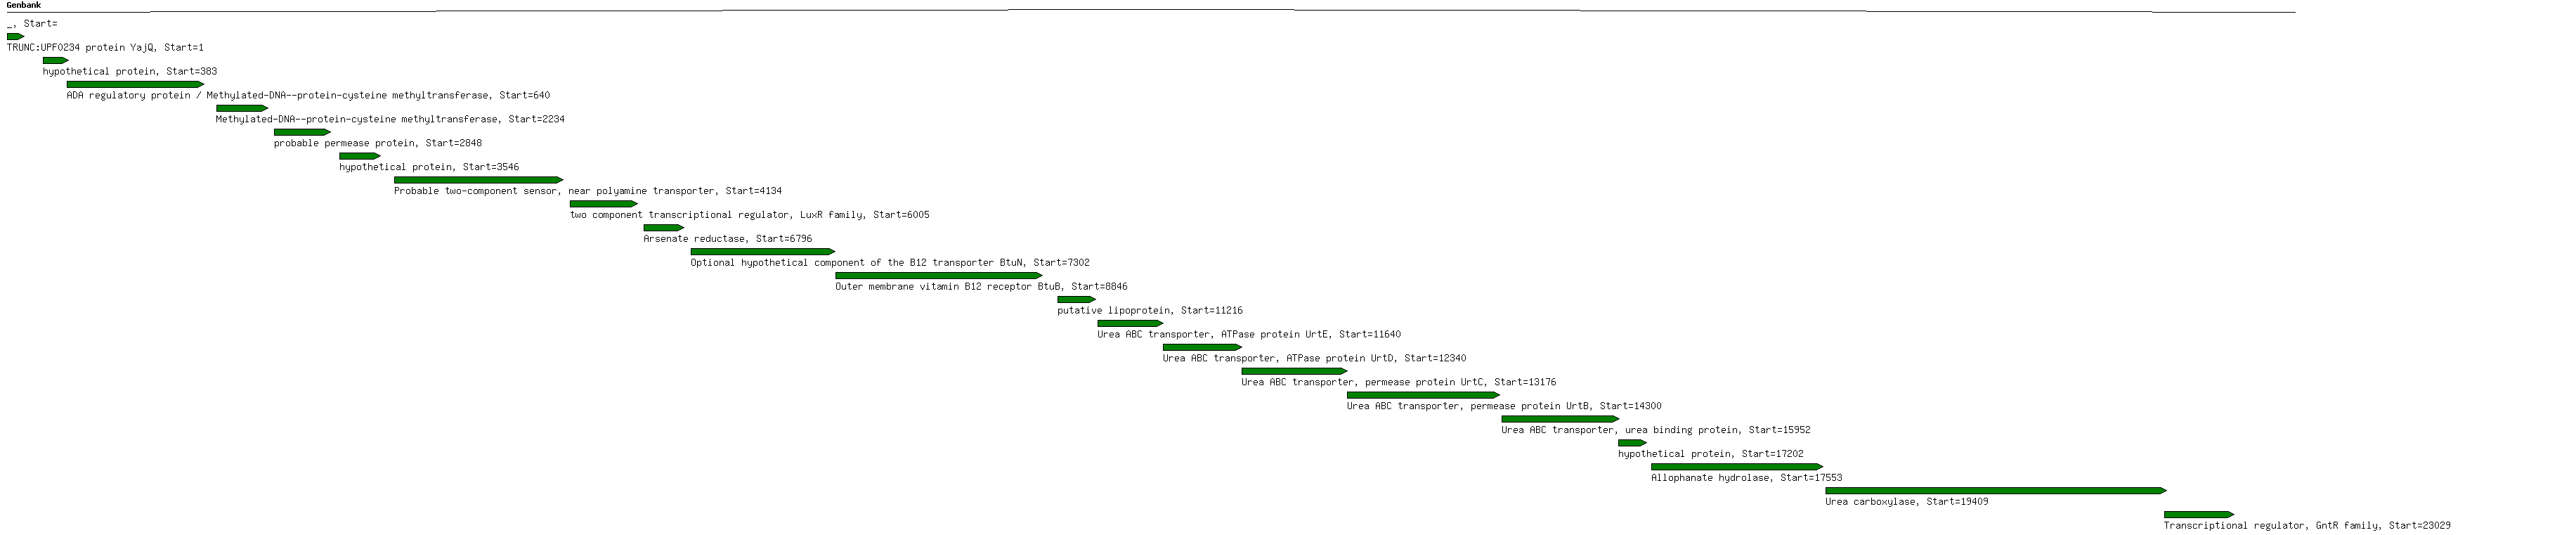 Genbank
_, Start=
TRUNC:UPF0234 protein YajQ, Start=1
hypothetical protein, Start=383
ADA regulatory protein / Methylated-DNA--protein-cysteine methyltransferase, Start=640
Methylated-DNA--protein-cysteine methyltransferase, Start=2234
probable permease protein, Start=2848
hypothetical protein, Start=3546
Probable two-component sensor, near polyamine transporter, Start=4134
two component transcriptional regulator, LuxR family, Start=6005
Arsenate reductase, Start=6796
Optional hypothetical component of the B12 transporter BtuN, Start=7302
Outer membrane vitamin B12 receptor BtuB, Start=8846
putative lipoprotein, Start=11216
Urea ABC transporter, ATPase protein UrtE, Start=11640
Urea ABC transporter, ATPase protein UrtD, Start=12340
Urea ABC transporter, permease protein UrtC, Start=13176
Urea ABC transporter, permease protein UrtB, Start=14300
Urea ABC transporter, urea binding protein, Start=15952
hypothetical protein, Start=17202
Allophanate hydrolase, Start=17553
Urea carboxylase, Start=19409
Transcriptional regulator, GntR family, Start=23029